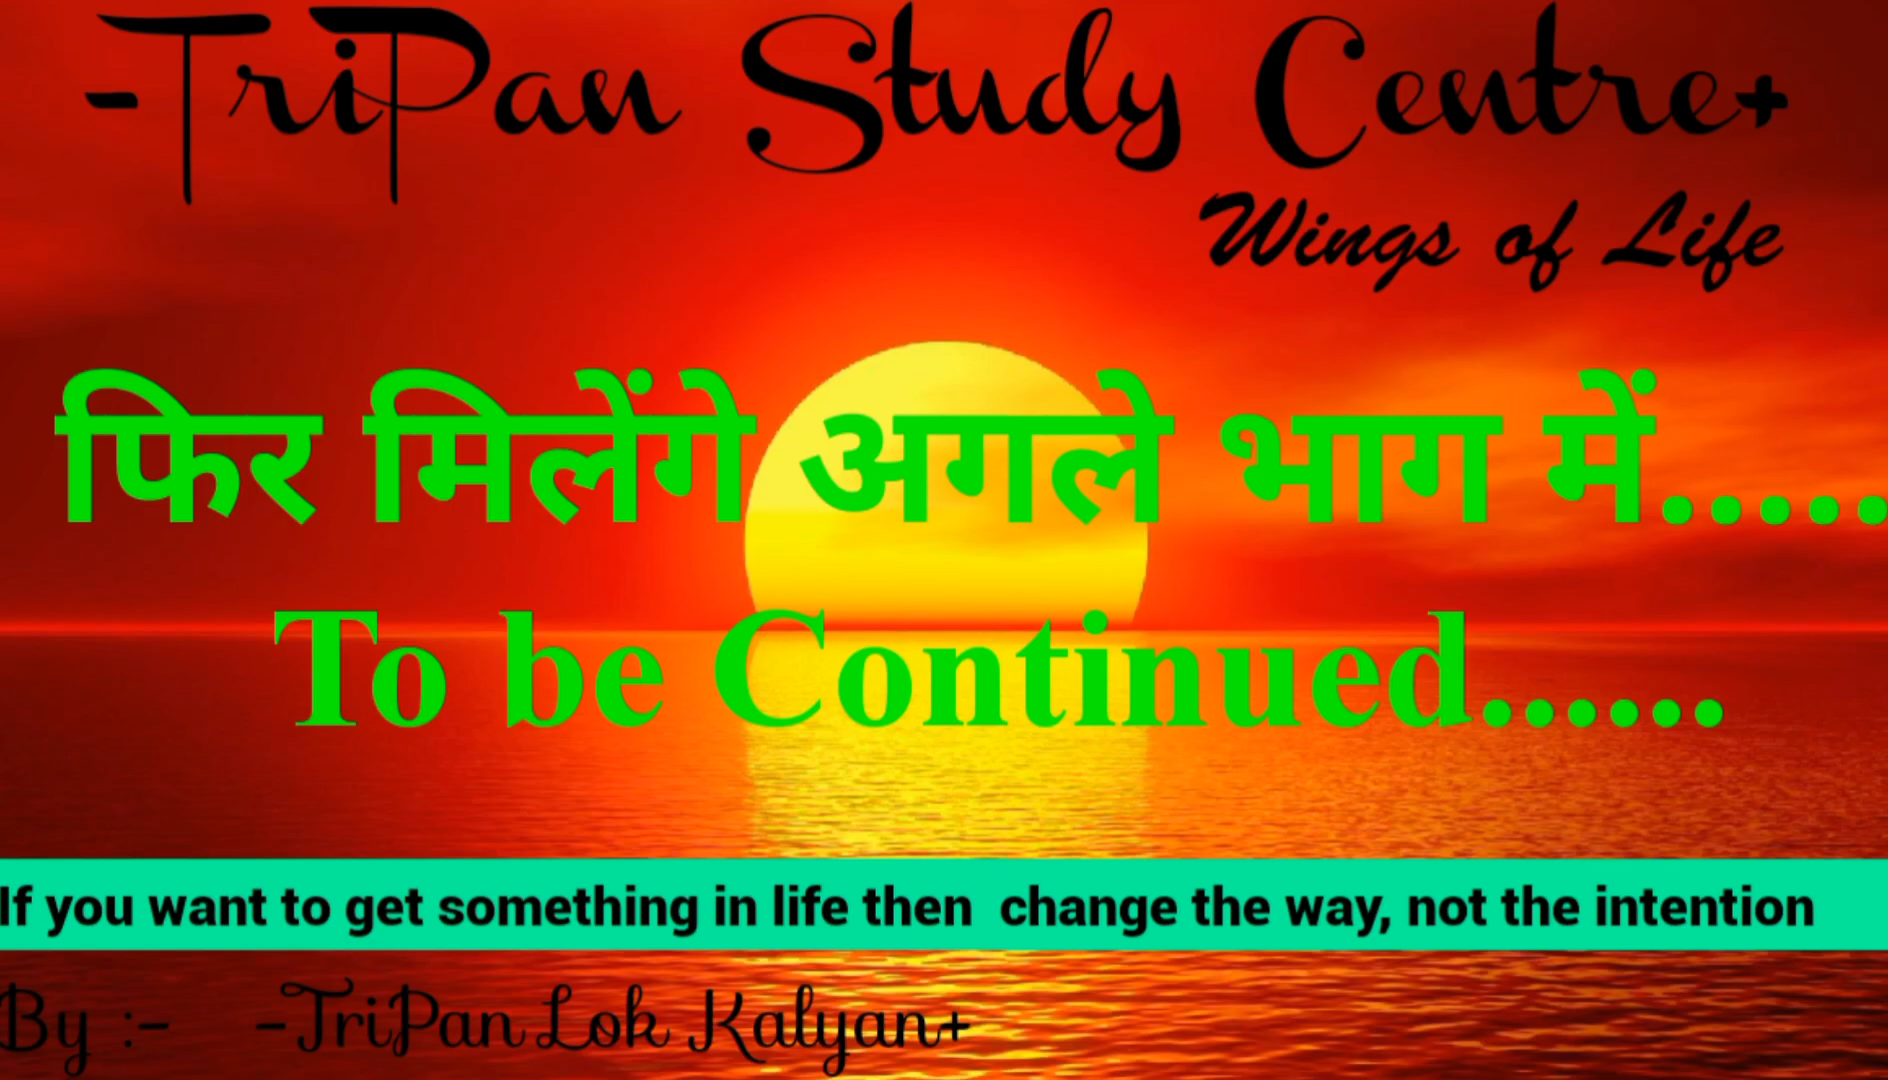 -TriPan Study Centre+
Wings of Life
फिर मिलेंगे अगले भाग में.....
To be Continued......
If you want to get something in life then change the way, not the intention
By :- -TriPan Lok Kalyan+